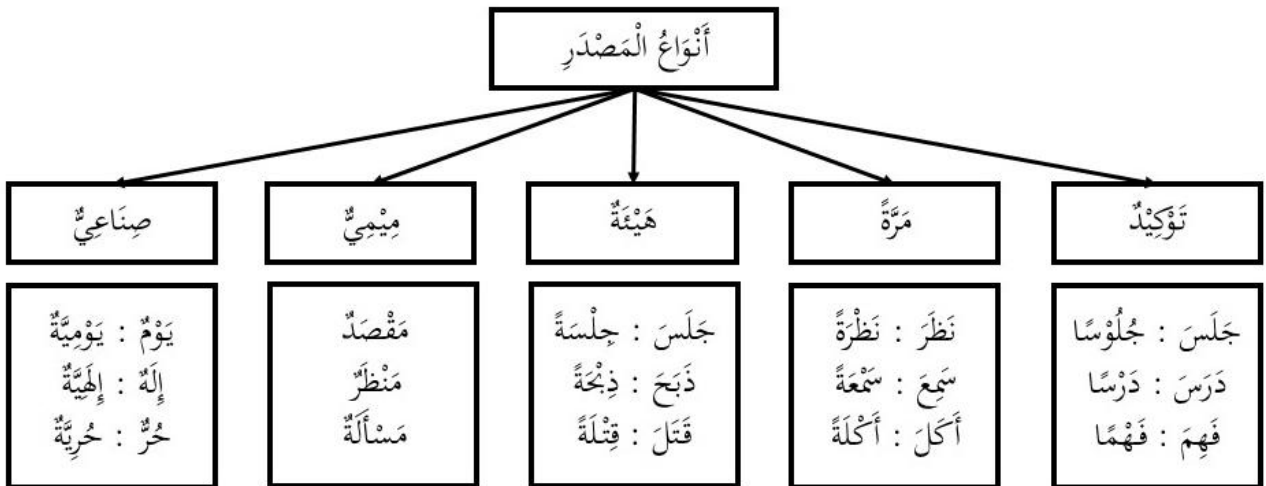 أَنْوَاعُ الْمَصْدَرِ
تَوْكِيْدٌ
مَرَّةً
هَيْئَةٌ
مِيْمِيٌّ
صِنَاعِيٌّ
جَلَسَ : جُلُوْسًا
دَرَسَ : دَرْسًا
فَهِمَ : فَهْمًا
نَظَرَ : نَظْرَةً
سَمِعَ : سَمْعَةً
أَكَلَ : أَكْلَةً
جَلَسَ : جِلْسَةً
ذَبَحَ : ذِبْحَةً
قَتَلَ : قِتْلَةً
مَقْصَدٌ
مَنْظَرٌ
مَسْأَلَةٌ
يَوْمٌ : يَوْمِيَّةٌ
إِلَهٌ : إِلَهِيَّةٌ
حُرٌّ : حُرِيَّةٌ